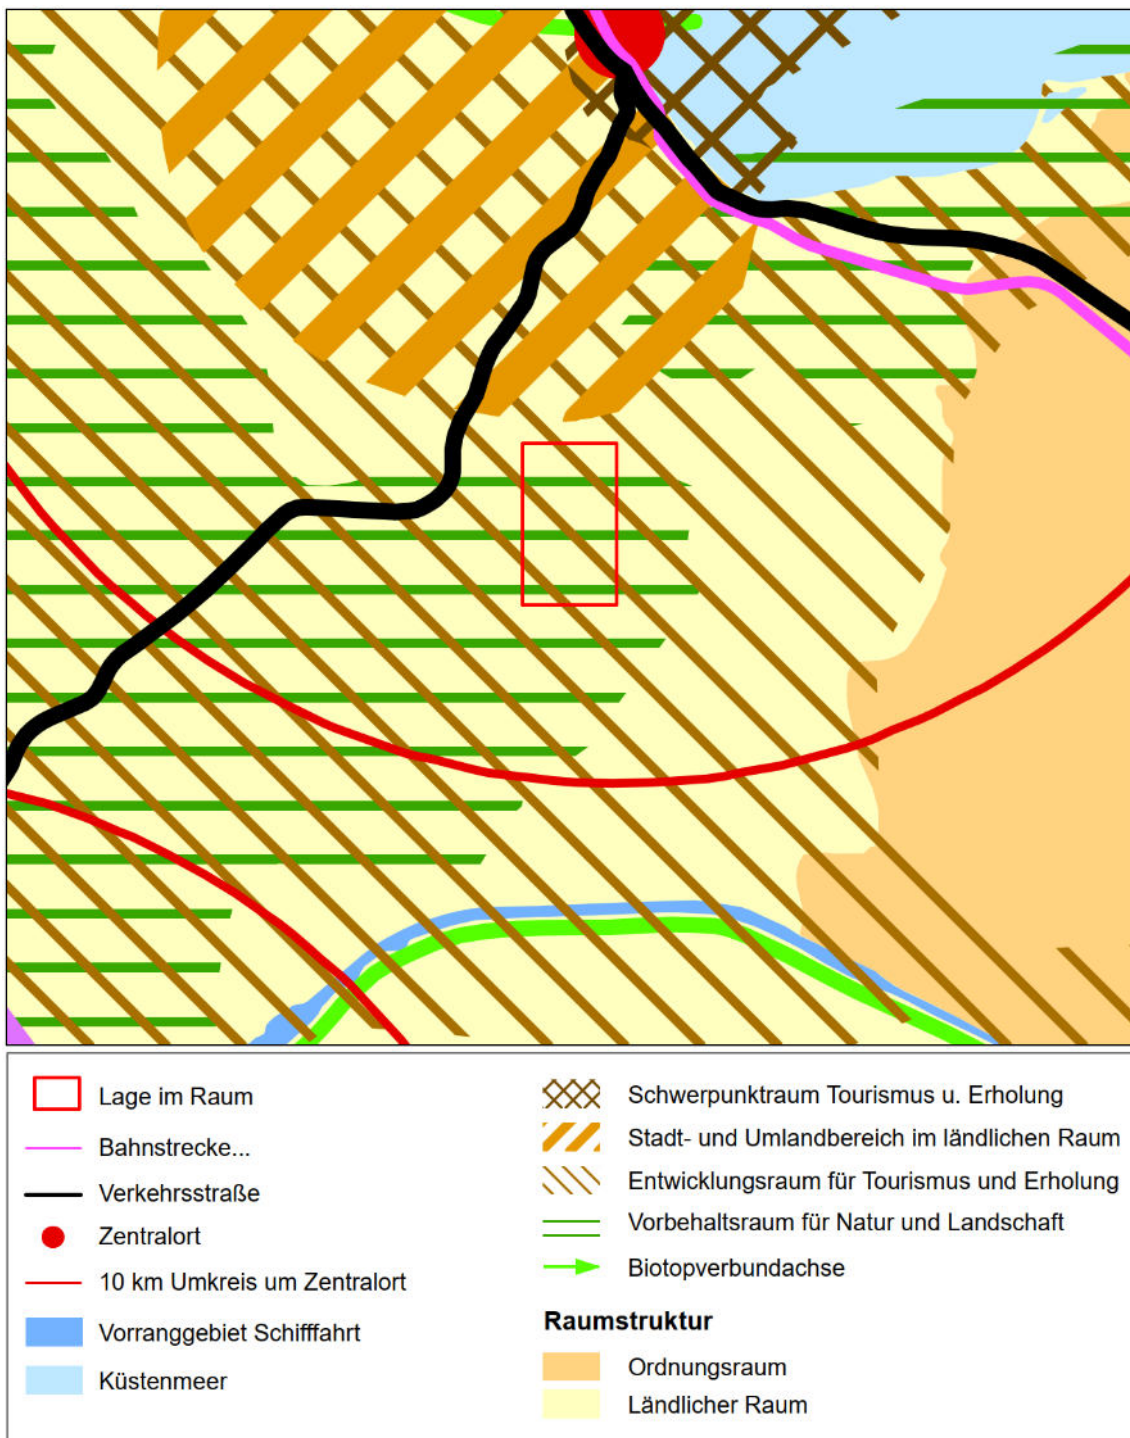 Lage im Raum
Bahnstrecke...
Verkehrsstraße
Zentralort
10 km Umkreis um Zentralort
Vorranggebiet Schifffahrt
Küstenmeer
Schwerpunktraum Tourismus u. Erholung
Stadt- und Umlandbereich im ländlichen Raum
Entwicklungsraum für Tourismus und Erholung
Vorbehaltsraum für Natur und Landschaft
Biotopverbundachse
Raumstruktur
Ordnungsraum
Ländlicher Raum